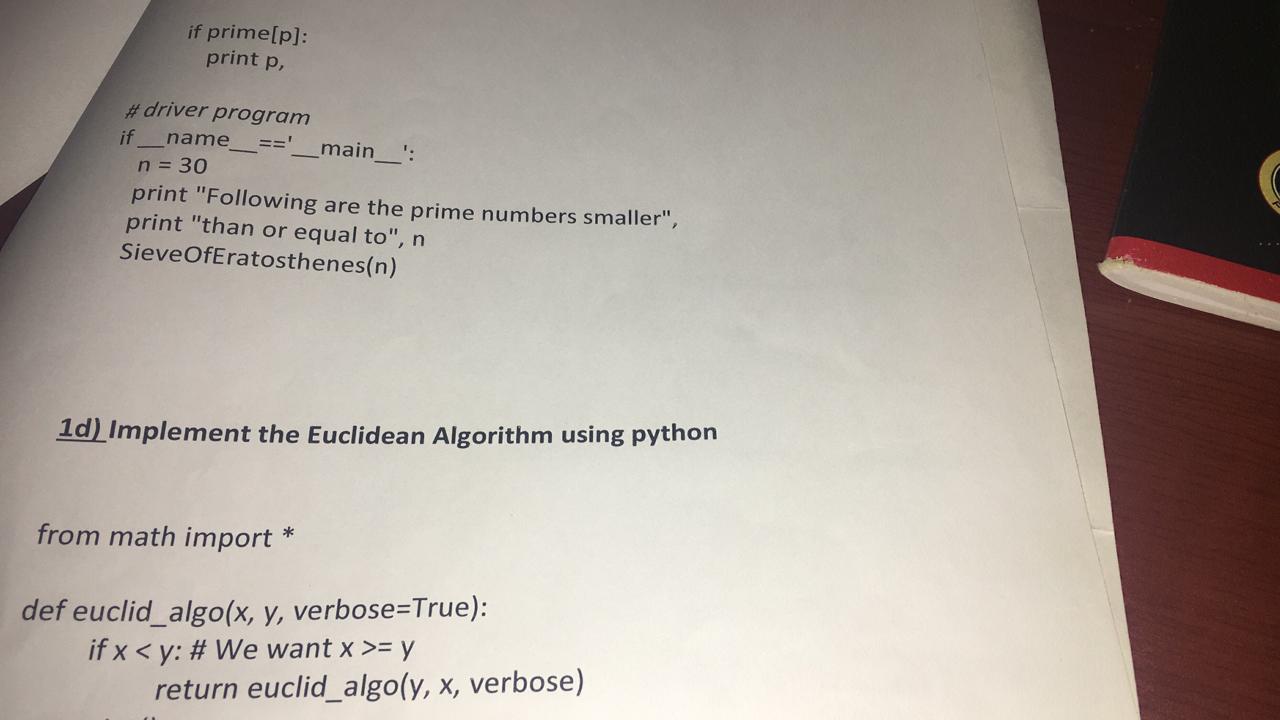 if prime[p]:
print p,
# driver program
if __name__=='__main__':
n = 30
print "Following are the prime numbers smaller",
print "than or equal to", n
SieveOfEratosthenes(n)
1d) Implement the Euclidean Algorithm using python
from math import *
def euclid_algo(x, y, verbose=True):
if x < y: # We want x >= y
return euclid_algo(y, x, verbose)